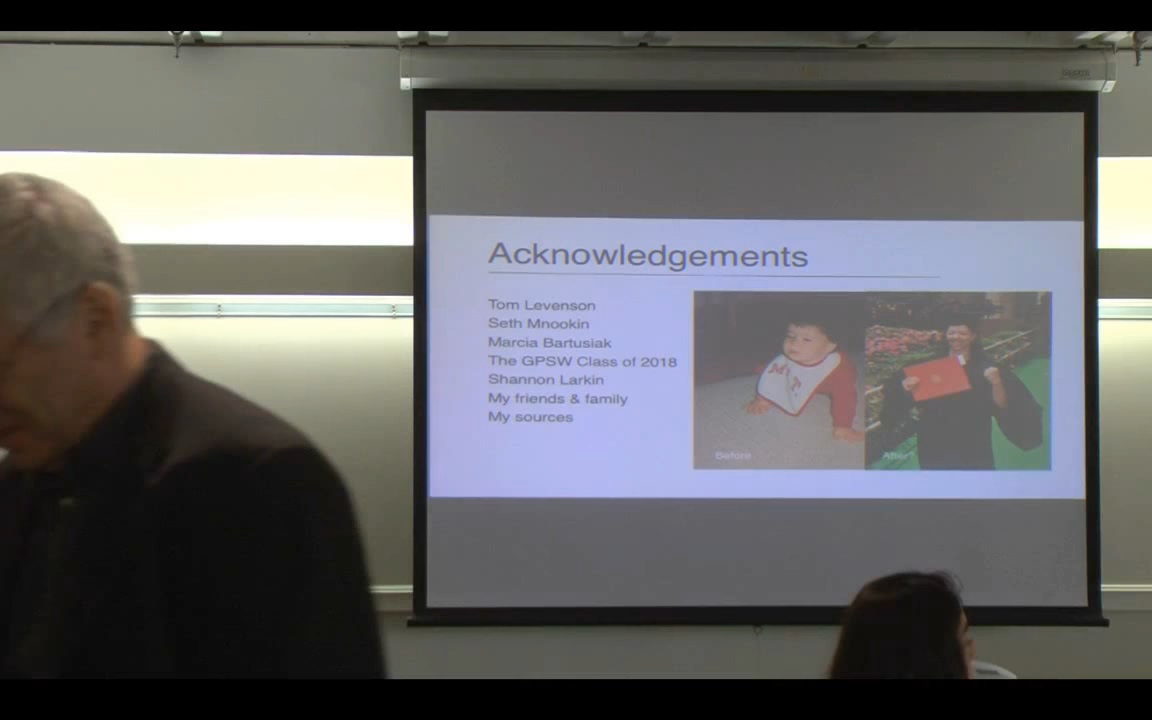 Acknowledgements
Tom Levenson
Seth Mnookin
Marcia Bartusiak
The GPSW Class of 2018
Shannon Larkin
My friends & family
My sources
Before
After?